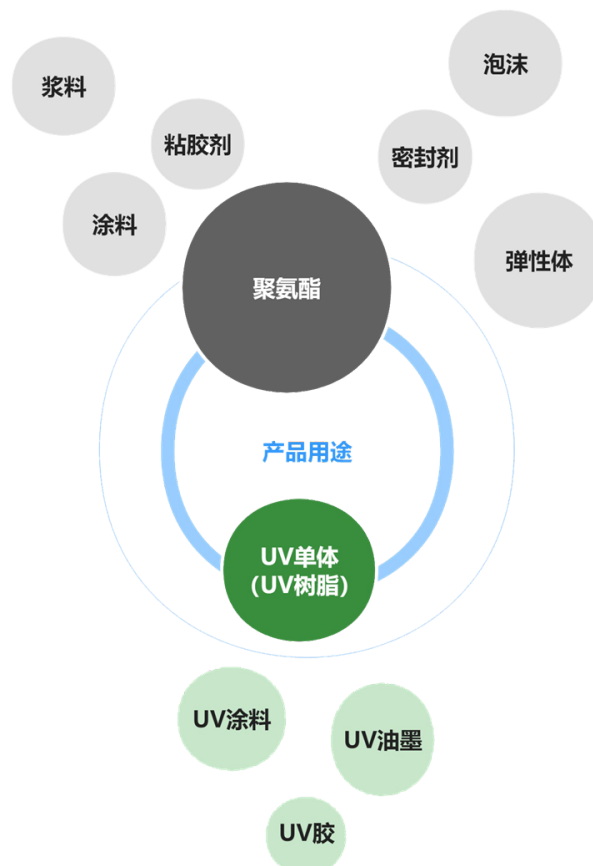 泡沫
浆料
粘胶剂
密封剂
涂料
弹性体
聚氨酯
产品用途
UV单体
(UV树脂)
UV涂料
UV油墨
UV胶